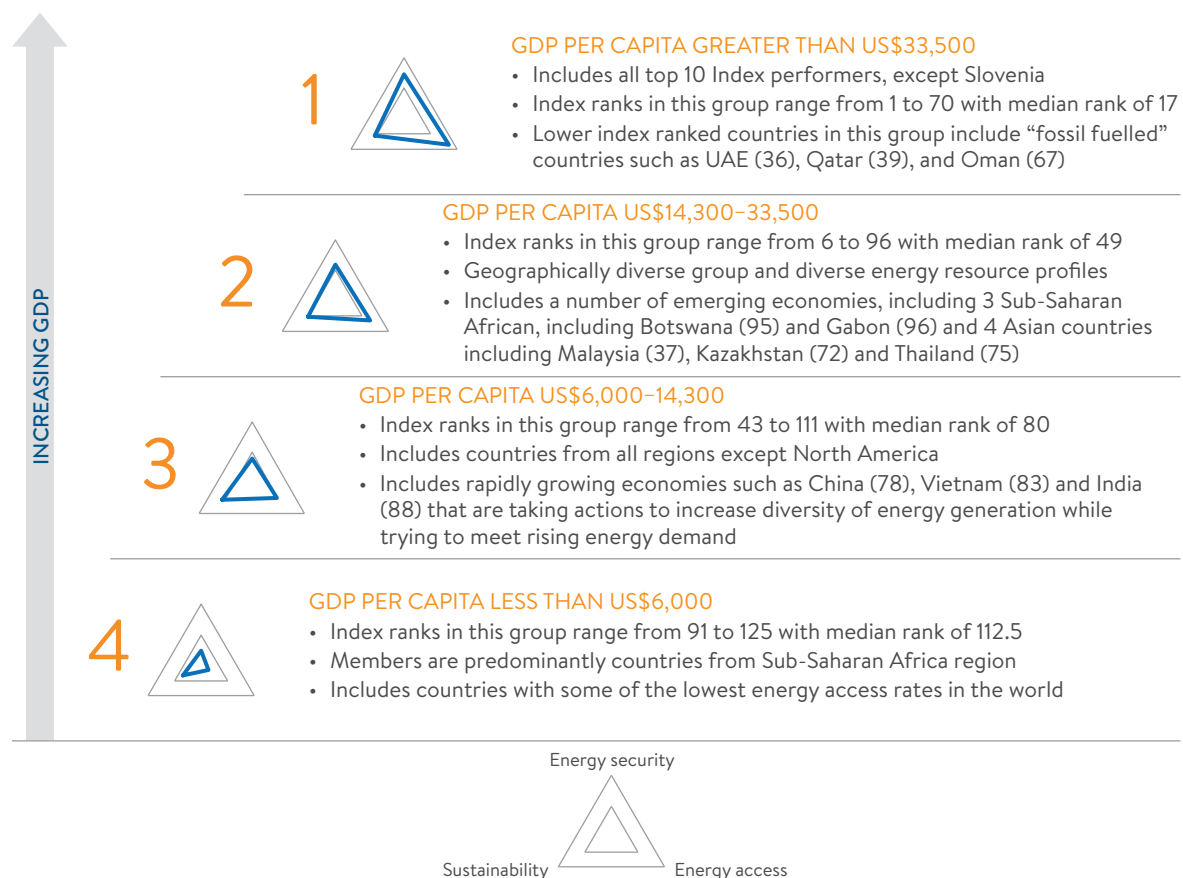 INCREASING GDP
1
GDP PER CAPITA GREATER THAN US$33,500
• Includes all top 10 Index performers, except Slovenia
• Index ranks in this group range from 1 to 70 with median rank of 17
• Lower index ranked countries in this group include “fossil fuelled”
countries such as UAE (36), Qatar (39), and Oman (67)
2
GDP PER CAPITA US$14,300–33,500
• Index ranks in this group range from 6 to 96 with median rank of 49
• Geographically diverse group and diverse energy resource profiles
• Includes a number of emerging economies, including 3 Sub-Saharan
African, including Botswana (95) and Gabon (96) and 4 Asian countries
including Malaysia (37), Kazakhstan (72) and Thailand (75)
3
GDP PER CAPITA US$6,000–14,300
• Index ranks in this group range from 43 to 111 with median rank of 80
• Includes countries from all regions except North America
• Includes rapidly growing economies such as China (78), Vietnam (83) and India
(88) that are taking actions to increase diversity of energy generation while
trying to meet rising energy demand
4
GDP PER CAPITA LESS THAN US$6,000
• Index ranks in this group range from 91 to 125 with median rank of 112.5
• Members are predominantly countries from Sub-Saharan Africa region
• Includes countries with some of the lowest energy access rates in the world
Energy security
Sustainability
Energy access